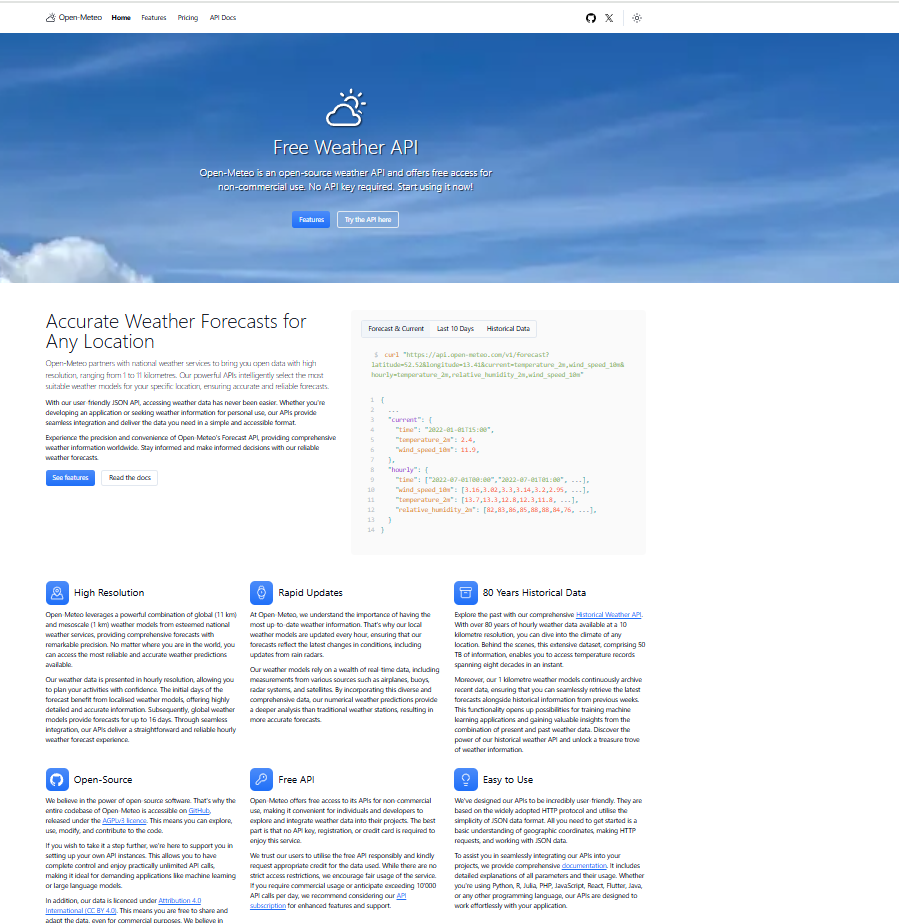 Open-Meteo Home Features Pricing API Docs
Free Weather API
Open-Meteo is an open-source weather API and offers free access for
non-commercial use. No API key required. Start using it now!
Features Try the API here
Accurate Weather Forecasts for
Any Location
Open-Meteo partners with national weather services to bring you open data with high
resolution, ranging from 1 to 11 kilometres. Our powerful APIs intelligently select the most
suitable weather models for your specific location, ensuring accurate and reliable forecasts.
With our user-friendly JSON API, accessing weather data has never been easier. Whether you're
developing an application or seeking weather information for personal use, our APIs provide
seamless integration and deliver the data you need in a simple and accessible format.
Experience the precision and convenience of Open-Meteo's Forecast API, providing comprehensive
weather information worldwide. Stay informed and make informed decisions with our reliable
weather forecasts.
See features Read the docs
Forecast & Current Last 10 Days Historical Data
$ curl "https://api.open-meteo.com/v1/forecast?
latitude=52.52&longitude=13.41&current=temperature_2m,wind_speed_10m&
hourly=temperature_2m,relative_humidity_2m,wind_speed_10m"
1 {
2 ...
3 "current": {
4 "time": "2022-01-01T15:00",
5 "temperature_2m": 2.4,
6 "wind_speed_10m": 11.9,
7 },
8 "hourly": {
9 "time": ["2022-07-01T00:00","2022-07-01T01:00", ...],
10 "wind_speed_10m": [3.16,3.02,3.3,3.14,3.2,2.95, ...],
11 "temperature_2m": [13.7,13.3,12.8,12.3,11.8, ...],
12 "relative_humidity_2m": [82,83,86,85,88,88,84,76, ...],
13 }
14 }
High Resolution
Open-Meteo leverages a powerful combination of global (11 km)
and mesoscale (1 km) weather models from esteemed national
weather services, providing comprehensive forecasts with
remarkable precision. No matter where you are in the world, you
can access the most reliable and accurate weather predictions
available.
Our weather data is presented in hourly resolution, allowing you
to plan your activities with confidence. The initial days of the
forecast benefit from localised weather models, offering highly
detailed and accurate information. Subsequently, global weather
models provide forecasts for up to 16 days. Through seamless
integration, our APIs deliver a straightforward and reliable hourly
weather forecast experience.
Rapid Updates
At Open-Meteo, we understand the importance of having the
most up-to-date weather information. That's why our local
weather models are updated every hour, ensuring that our
forecasts reflect the latest changes in conditions, including
updates from rain radars.
Our weather models rely on a wealth of real-time data, including
measurements from various sources such as airplanes, buoys,
radar systems, and satellites. By incorporating this diverse and
comprehensive data, our numerical weather predictions provide
a deeper analysis than traditional weather stations, resulting in
more accurate forecasts.
80 Years Historical Data
Explore the past with our comprehensive Historical Weather API.
With over 80 years of hourly weather data available at a 10
kilometre resolution, you can dive into the climate of any
location. Behind the scenes, this extensive dataset, comprising 50
TB of information, enables you to access temperature records
spanning eight decades in an instant.
Moreover, our 1 kilometre weather models continuously archive
recent data, ensuring that you can seamlessly retrieve the latest
forecasts alongside historical information from previous weeks.
This functionality opens up possibilities for training machine
learning applications and gaining valuable insights from the
combination of present and past weather data. Discover the
power of our historical weather API and unlock a treasure trove
of weather information.
Open-Source
We believe in the power of open-source software. That's why the
entire codebase of Open-Meteo is accessible on GitHub,
released under the AGPLv3 licence. This means you can explore,
use, modify, and contribute to the code.
If you wish to take it a step further, we're here to support you in
setting up your own API instances. This allows you to have
complete control and enjoy practically unlimited API calls,
making it ideal for demanding applications like machine learning
or large language models.
In addition, our data is licenced under Attribution 4.0
International (CC BY 4.0). This means you are free to share and
adapt the data, even for commercial purposes. We believe in
Free API
Open-Meteo offers free access to its APIs for non-commercial
use, making it convenient for individuals and developers to
explore and integrate weather data into their projects. The best
part is that no API key, registration, or credit card is required to
enjoy this service.
We trust our users to utilise the free API responsibly and kindly
request appropriate credit for the data used. While there are no
strict access restrictions, we encourage fair usage of the service.
If you require commercial usage or anticipate exceeding 10'000
API calls per day, we recommend considering our API
subscription for enhanced features and support.
Easy to Use
We've designed our APIs to be incredibly user-friendly. They are
based on the widely adopted HTTP protocol and utilise the
simplicity of JSON data format. All you need to get started is a
basic understanding of geographic coordinates, making HTTP
requests, and working with JSON data.
To assist you in seamlessly integrating our APIs into your
projects, we provide comprehensive documentation. It includes
detailed explanations of all parameters and their usage. Whether
you're using Python, R, Julia, PHP, JavaScript, React, Flutter, Java,
or any other programming language, our APIs are designed to
work effortlessly with your application.